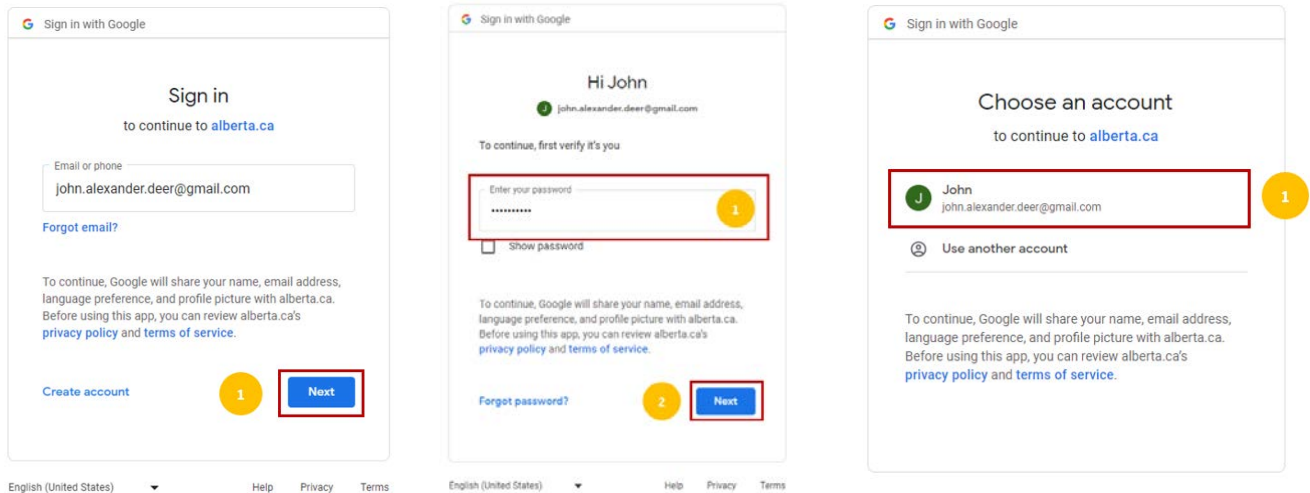 Sign in with Google
Sign in
to continue to alberta.ca
Email or phone
john.alexander.deer@gmail.com
Forgot email?
To continue, Google will share your name, email address,
language preference, and profile picture with alberta.ca.
Before using this app, you can review alberta.ca's
privacy policy and terms of service.
Create account
1
Next
English (United States)
Help
Privacy
Terms
Sign in with Google
Hi John
J
john.alexander.deer@gmail.com
To continue, first verify it's you
Enter your password
••••••••••
1
Show password
To continue, Google will share your name, email address,
language preference, and profile picture with alberta.ca.
Before using this app, you can review alberta.ca's
privacy policy and terms of service.
Forgot password?
2
Next
English (United States)
Help
Privacy
Terms
Sign in with Google
Choose an account
to continue to alberta.ca
J
John
john.alexander.deer@gmail.com
1
Use another account
To continue, Google will share your name, email address,
language preference, and profile picture with alberta.ca.
Before using this app, you can review alberta.ca's
privacy policy and terms of service.